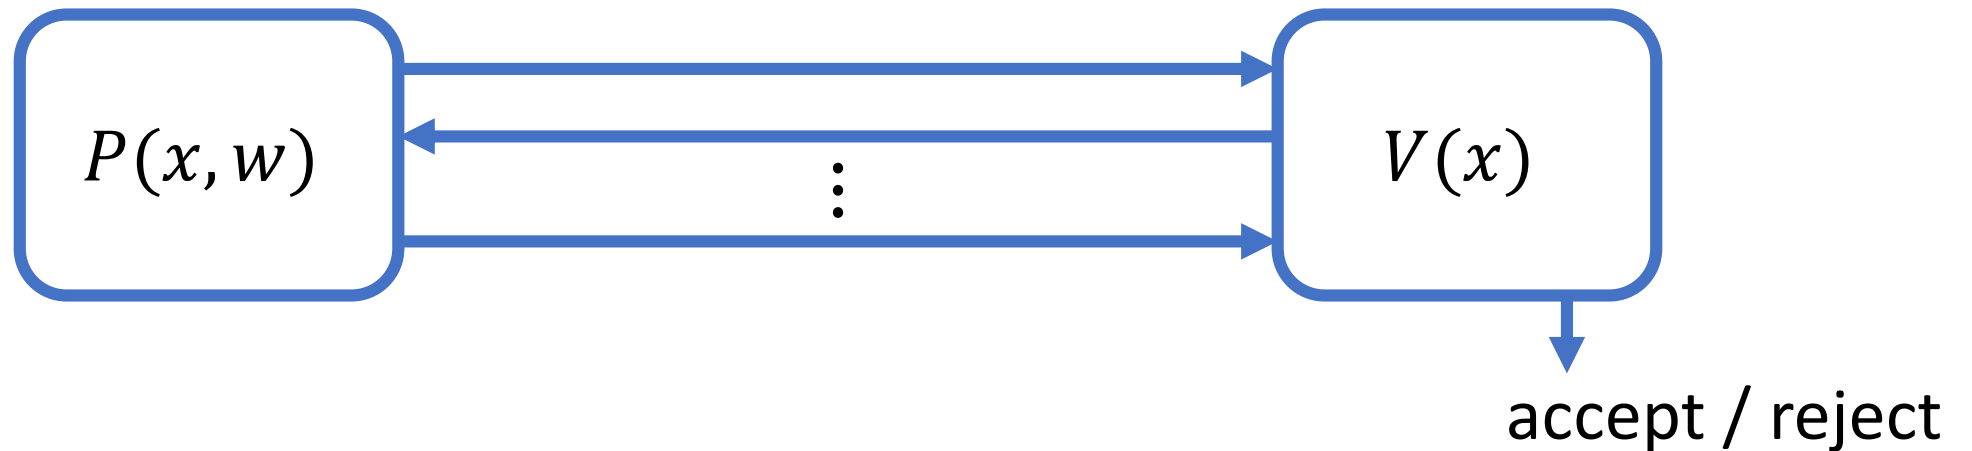 P(x, w)
⋮
V(x)
accept / reject